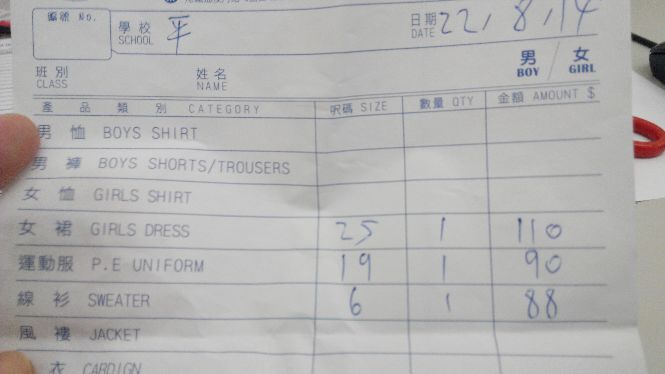 編號 No.
學校 平 日期 22/8/14
SCHOOL DATE
班別 姓名 男 / 女
CLASS NAME BOY GIRL
產品類別 CATEGORY 呎碼 SIZE 數量 QTY 金額 AMOUNT $
男恤 BOYS SHIRT
男褲 BOYS SHORTS/TROUSERS
女恤 GIRLS SHIRT
女裙 GIRLS DRESS 25 1 110
運動服 P.E UNIFORM 19 1 90
線衫 SWEATER 6 1 88
風褸 JACKET
衣 CARDIGN